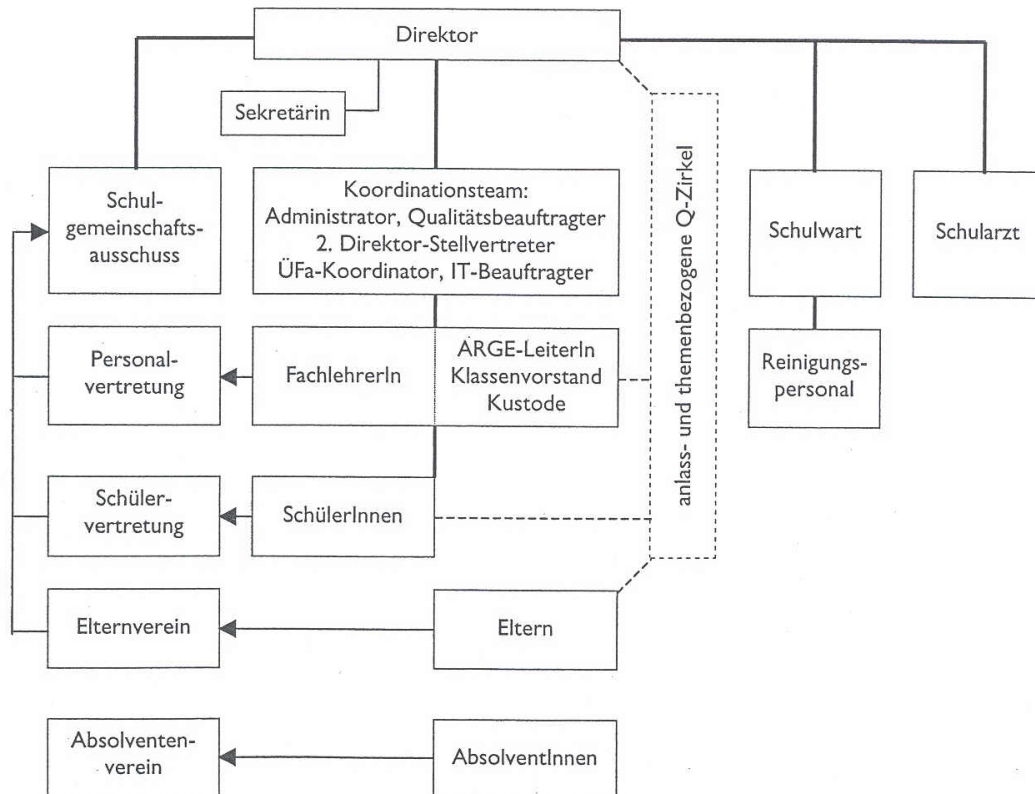 Direktor
Sekretärin
Schul-
gemeinschafts-
ausschuss
Koordinationsteam:
Administrator, Qualitätsbeauftragter
2. Direktor-Stellvertreter
ÜFa-Koordinator, IT-Beauftragter
anlass- und themenbezogene Q-Zirkel
Schulwart
Schularzt
Personal-
vertretung
FachlehrerIn
ARGE-LeiterIn
Klassenvorstand
Kustode
Reinigungs-
personal
Schüler-
vertretung
SchülerInnen
Elternverein
Eltern
Absolventen-
verein
AbsolventInnen